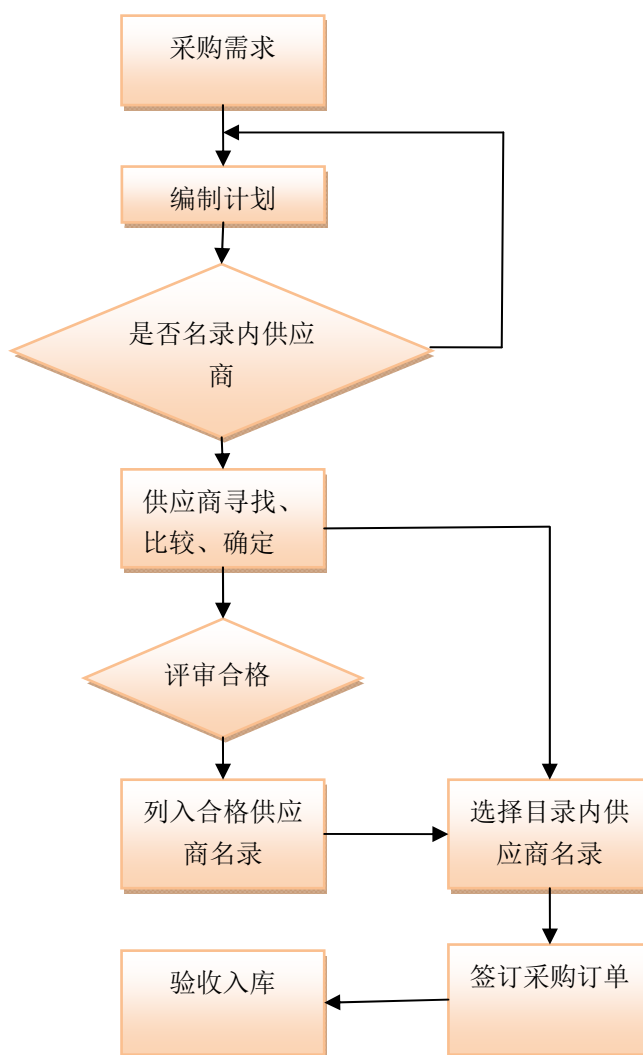 采购需求
编制计划
是否名录内供应
商
供应商寻找、
比较、确定
评审合格
列入合格供应
商名录
选择目录内供
应商名录
验收入库
签订采购订单